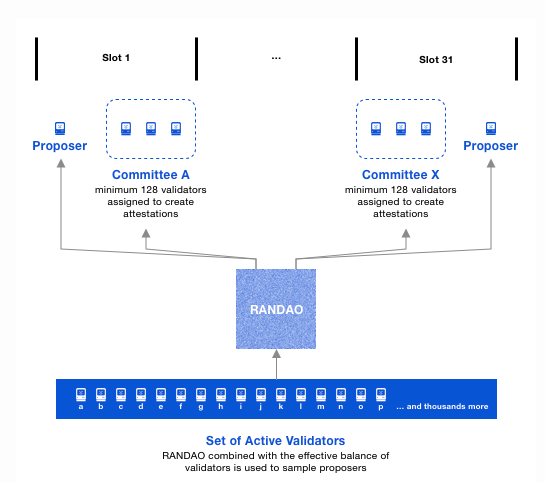 Slot 1
...
Slot 31
Proposer
Proposer
Committee A
minimum 128 validators
assigned to create
attestations
Committee X
minimum 128 validators
assigned to create
attestations
RANDAO
a b c d e f g h i j k l m n o p ... and thousands more
Set of Active Validators
RANDAO combined with the effective balance of
validators is used to sample proposers